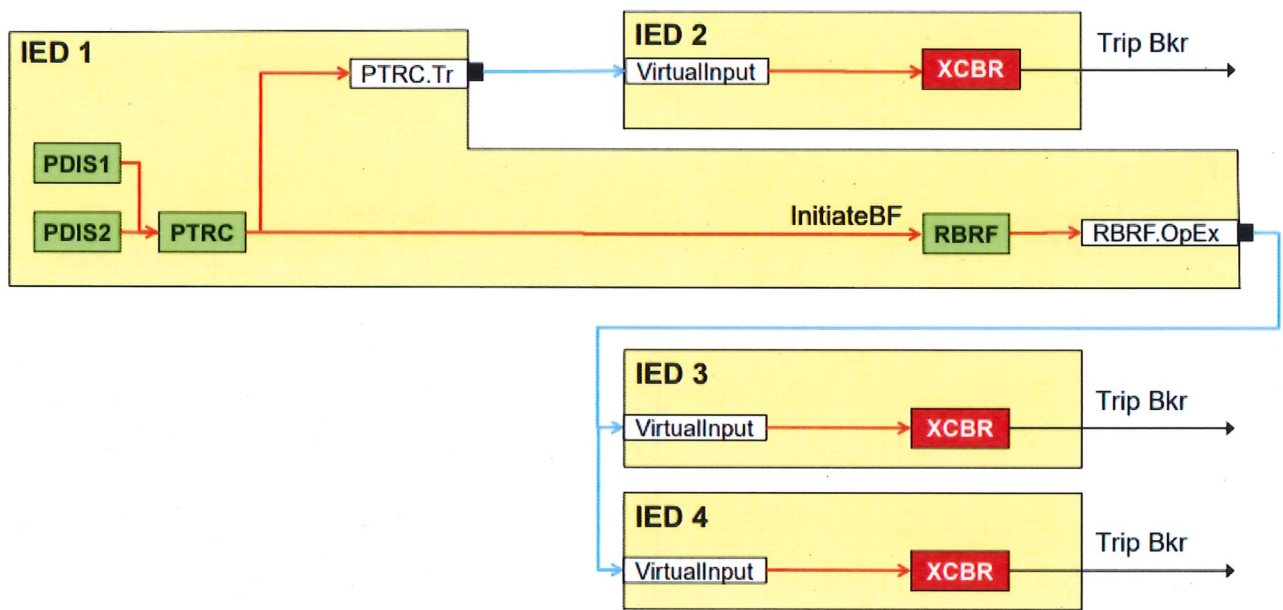 IED 1
PTRC.Tr
IED 2
VirtualInput
XCBR
Trip Bkr
PDIS1
PDIS2
PTRC
InitiateBF
RBRF
RBRF.OpEx
IED 3
VirtualInput
XCBR
Trip Bkr
IED 4
VirtualInput
XCBR
Trip Bkr